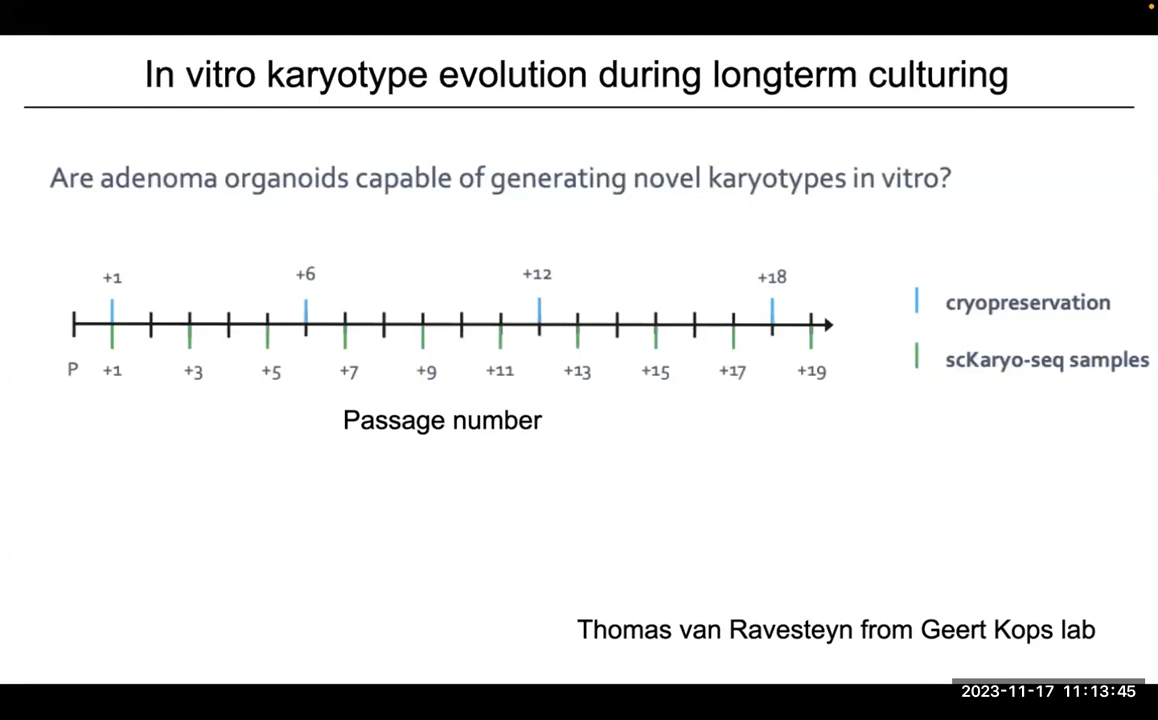 In vitro karyotype evolution during longterm culturing
Are adenoma organoids capable of generating novel karyotypes in vitro?
+1 +6 +12 +18
cryopreservation
scKaryo-seq samples
P +1 +3 +5 +7 +9 +11 +13 +15 +17 +19
Passage number
Thomas van Ravesteyn from Geert Kops lab
2023-11-17 11:13:45